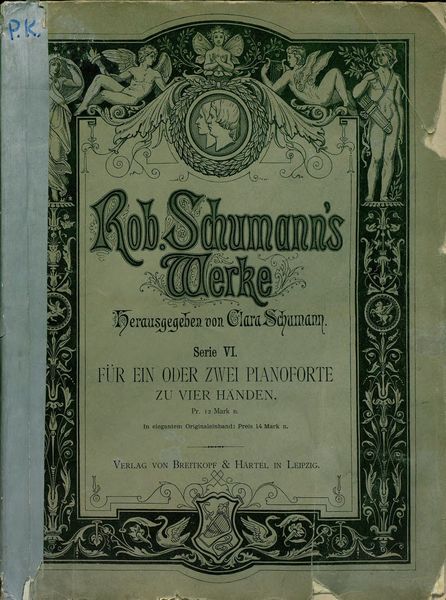 P.K.
Rob. Schumann's
Werke
Herausgegeben von Clara Schumann.
Serie VI.
FÜR EIN ODER ZWEI PIANOFORTE
ZU VIER HÄNDEN.
Pr. 12 Mark n.
In elegantem Originaleinband: Preis 14 Mark n.
VERLAG VON BREITKOPF & HÄRTEL IN LEIPZIG.